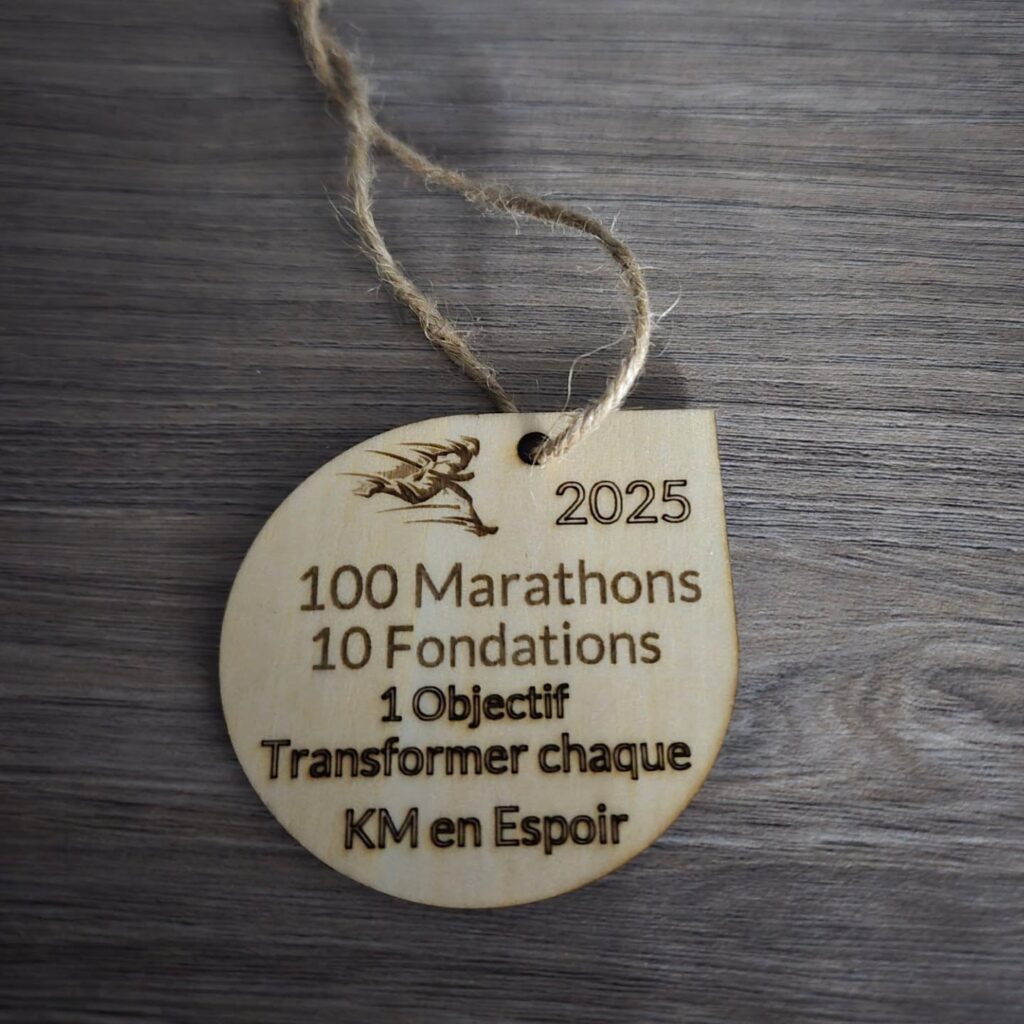 2025
100 Marathons
10 Fondations
1 Objectif
Transformer chaque
KM en Espoir